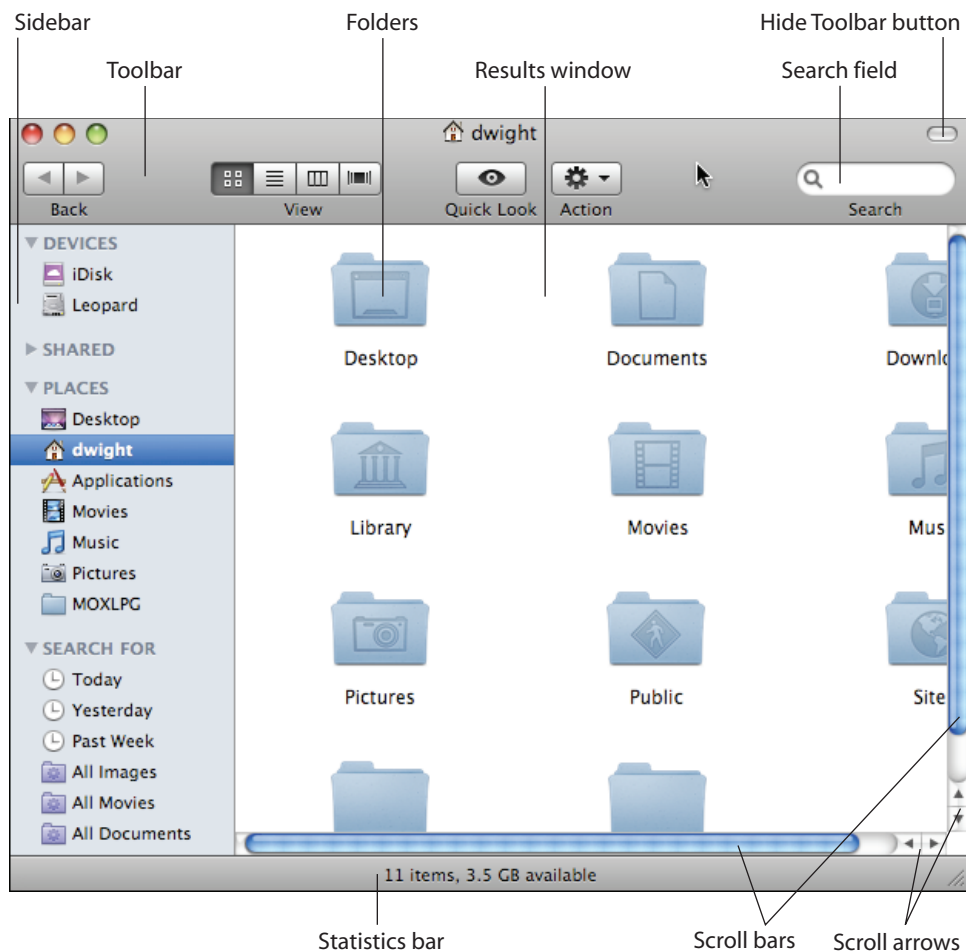 Sidebar
Folders
Hide Toolbar button
Toolbar
Results window
Search field
dwight
Back
View
Quick Look
Action
Search
DEVICES
iDisk
Leopard
SHARED
PLACES
Desktop
dwight
Applications
Movies
Music
Pictures
MOXLPG
SEARCH FOR
Today
Yesterday
Past Week
All Images
All Movies
All Documents
Desktop
Documents
Downlo
Library
Movies
Mus
Pictures
Public
Site
11 items, 3.5 GB available
Statistics bar
Scroll bars
Scroll arrows